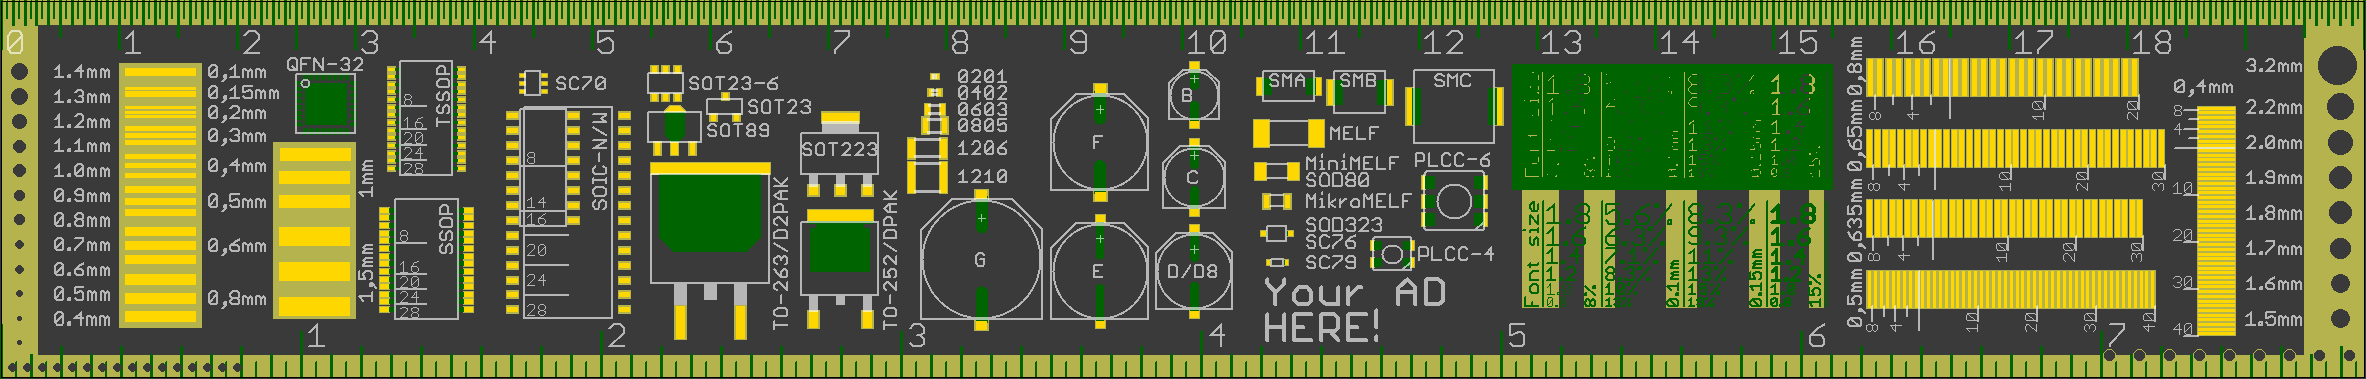 0 1 2 3 4 5 6 7 8 9 10 11 12 13 14 15 16 17 18
1.4mm
1.3mm
1.2mm
1.1mm
1.0mm
0.9mm
0.8mm
0.7mm
0.6mm
0.5mm
0.4mm
0,1mm
0,15mm
0,2mm
0,3mm
0,4mm
0,5mm
0,6mm
0,8mm
QFN-32
1mm
TSSOP
8
16
20
24
28
1,5mm
SSOP
8
16
20
24
28
SOIC-N/W
8
14
16
20
24
28
SC70
SOT23-6
SOT23
SOT89
TO-263/D2PAK
SOT223
TO-252/DPAK
0201
0402
0603
0805
1206
1210
G
F
E
B
C
D/D8
SMA
SMB
SMC
MELF
MiniMELF
SOD80
MikroMELF
SOD323
SC76
SC79
PLCC-6
PLCC-4
Your AD
HERE!
Font size
8%
0.1mm
0.15mm
15%
0,8mm
8 4 10 20
0,65mm
8 4 10 20 30
0,635mm
8 4 10 20 30
0,5mm
8 4 10 20 30 40
0,4mm
8
4
10
20
30
40
3.2mm
2.2mm
2.0mm
1.9mm
1.8mm
1.7mm
1.6mm
1.5mm
1 2 3 4 5 6 7